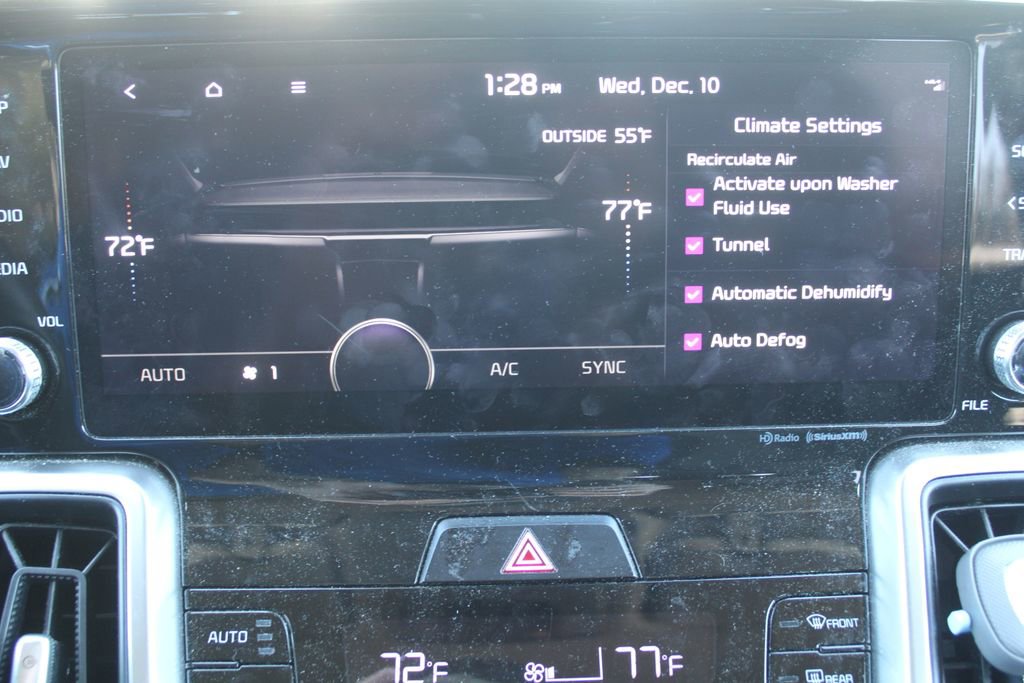 1:28 PM Wed, Dec. 10
OUTSIDE 55°F
Climate Settings
Recirculate Air
Activate upon Washer
Fluid Use
Tunnel
Automatic Dehumidify
Auto Defog
72°F
77°F
AUTO 1 A/C SYNC
VOL
FILE
HD Radio ((SiriusXM))
AUTO
72°F
77°F
FRONT
REAR